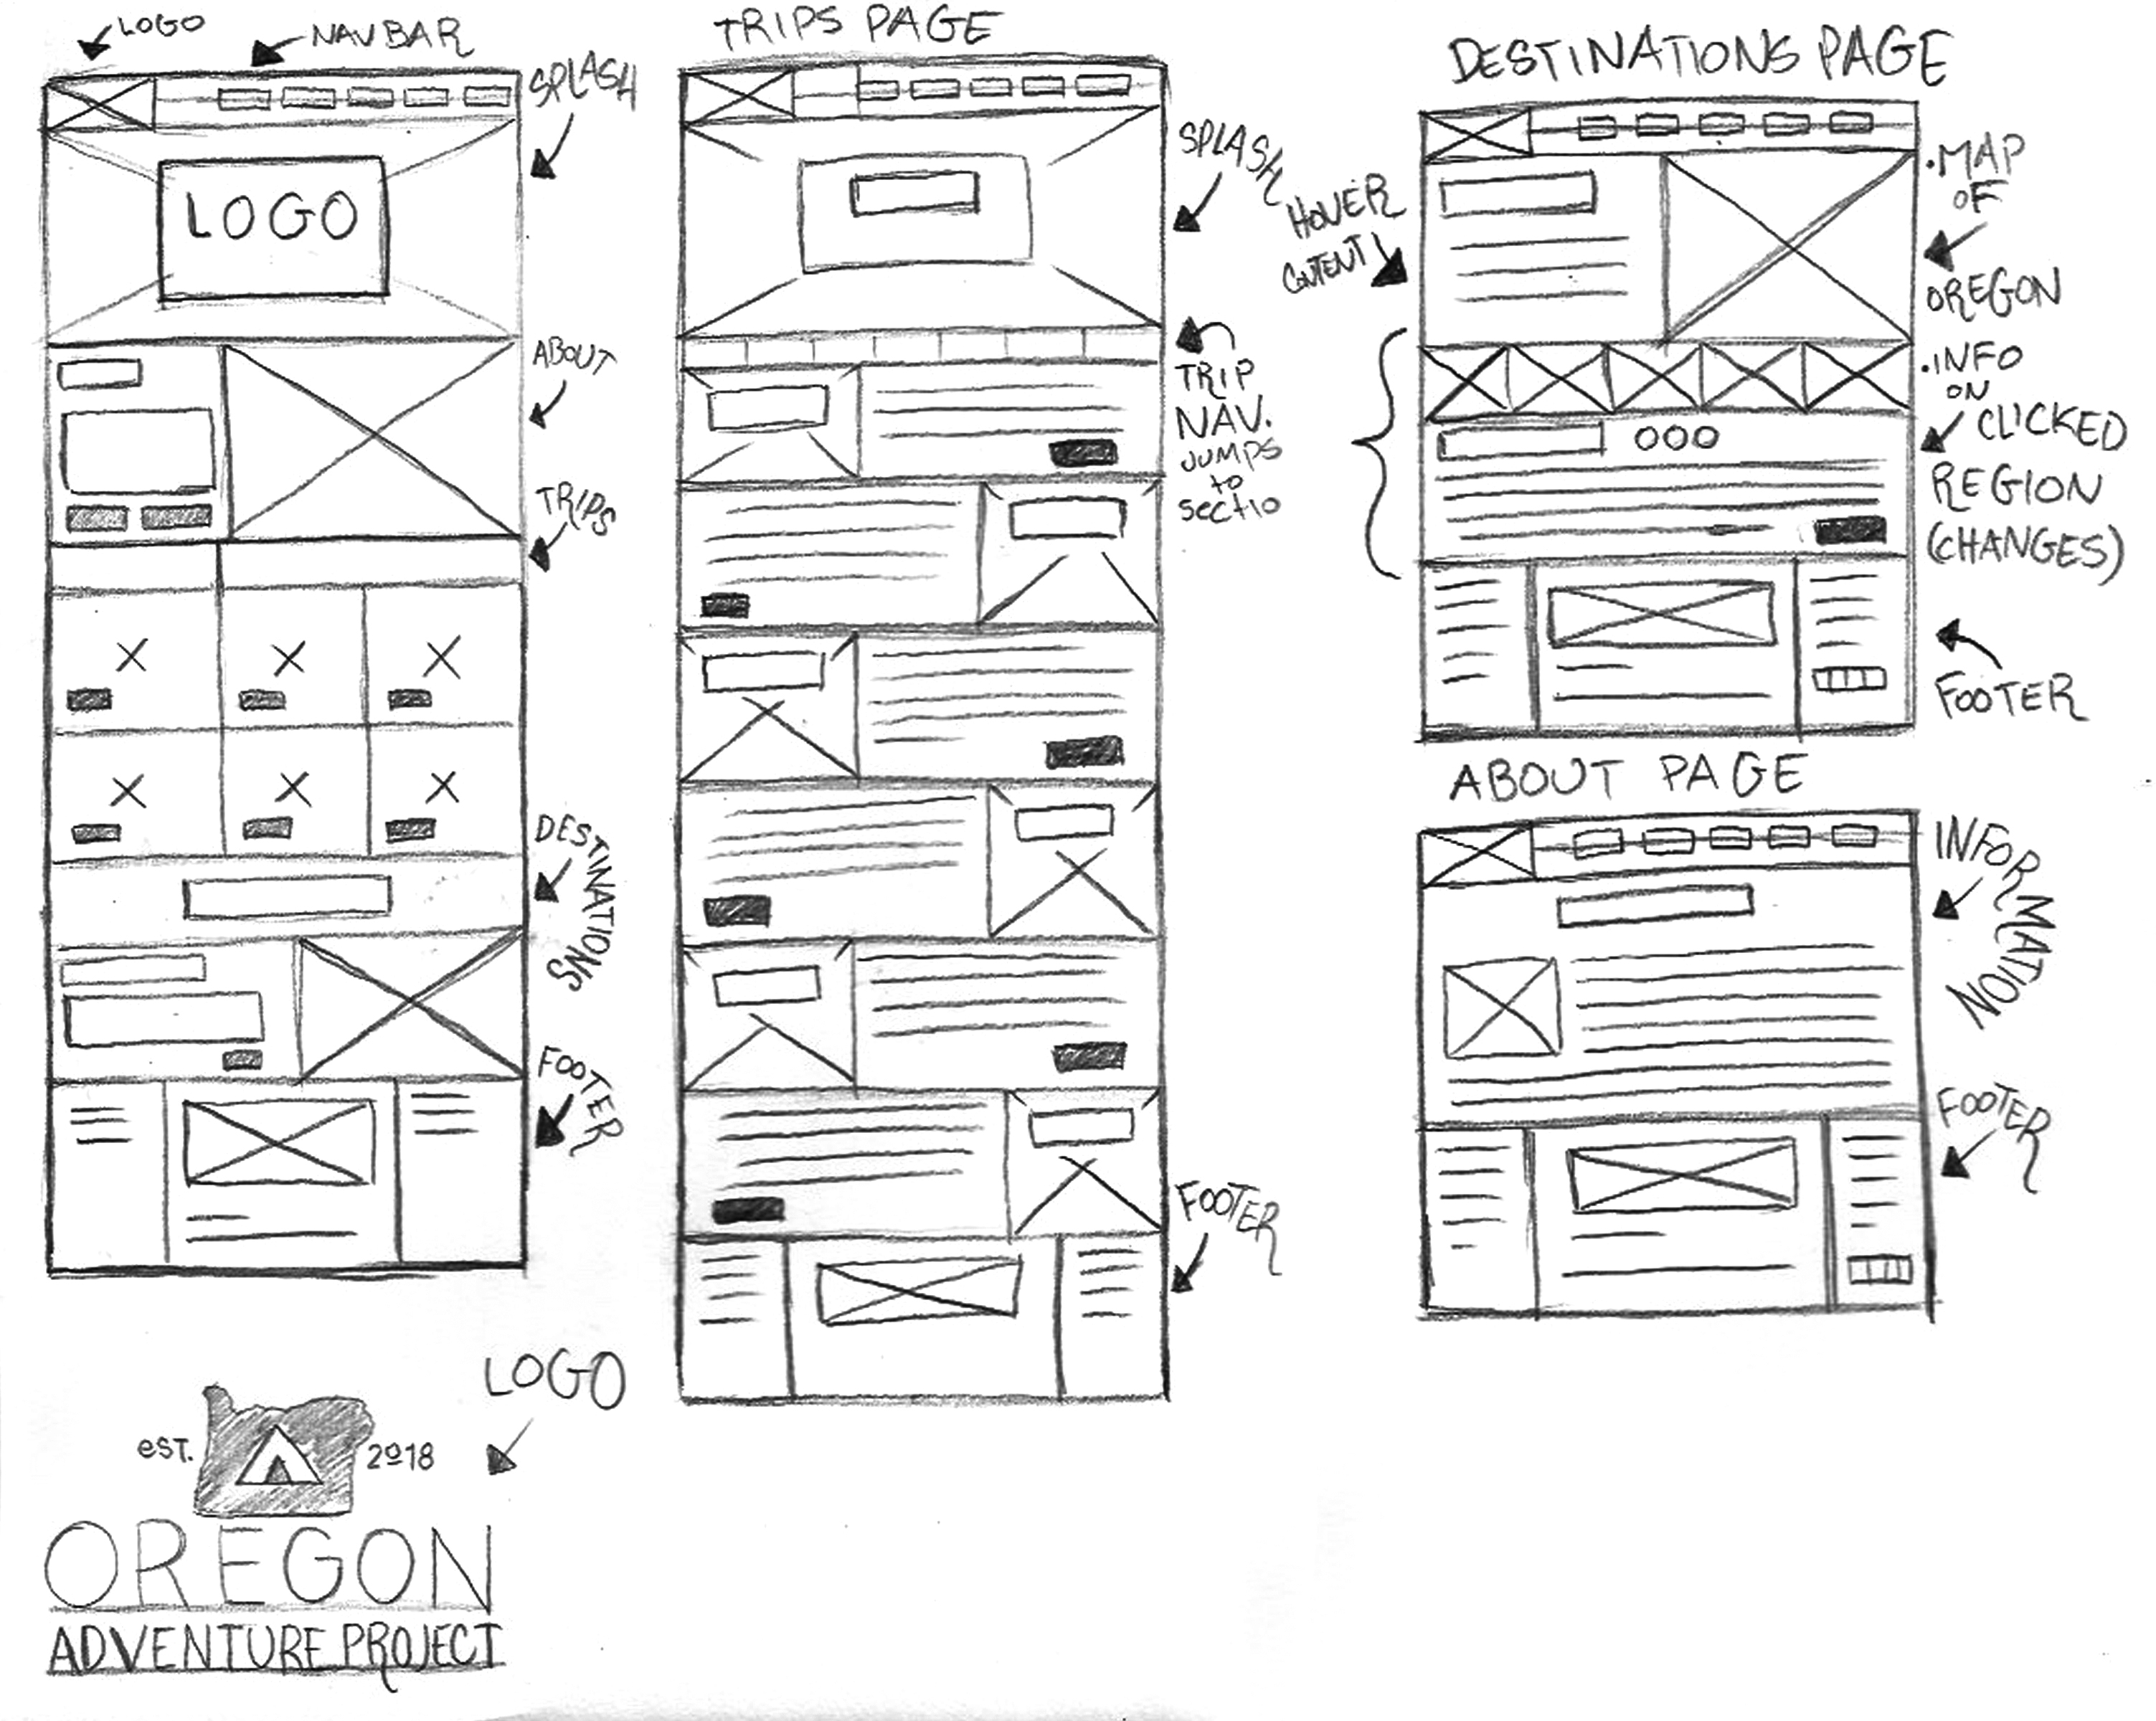 LOGO
NAV BAR
SPLASH
LOGO
ABOUT
TRIPS
DESTINATIONS
FOOTER
LOGO
EST. 2018
OREGON
ADVENTURE PROJECT
TRIPS PAGE
SPLASH
TRIP
NAV.
JUMPS
to
sectio
FOOTER
DESTINATIONS PAGE
HOVER
CONTENT
.MAP
OF
OREGON
.INFO
ON
CLICKED
REGION
(CHANGES)
FOOTER
ABOUT PAGE
INFORMATION
FOOTER